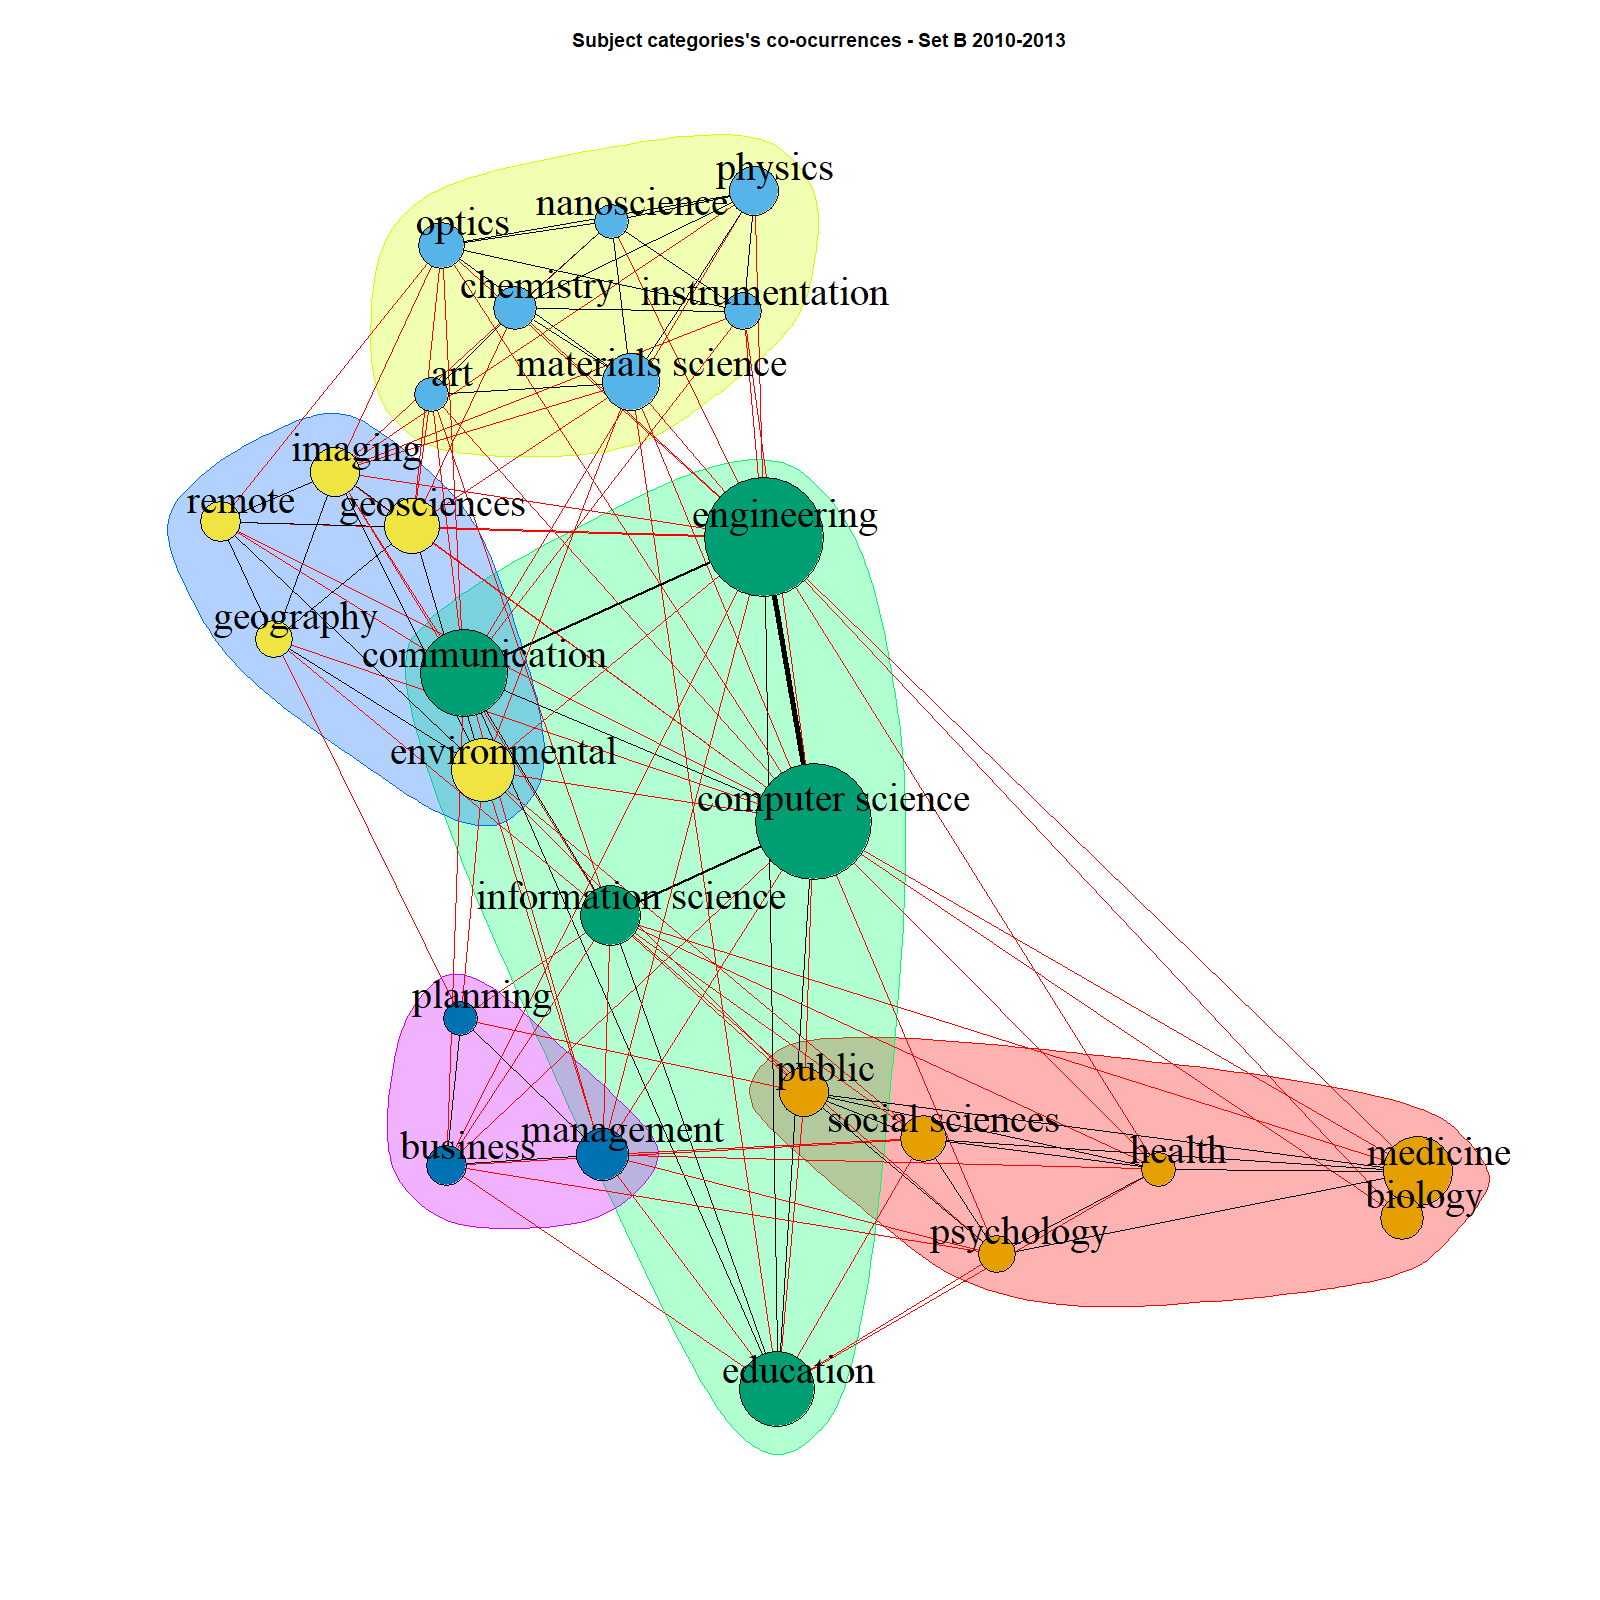 Subject categories's co-ocurrences - Set B 2010-2013
physics
nanoscience
optics
chemistry
instrumentation
materials science
art
imaging
remote
geosciences
engineering
geography
communication
environmental
computer science
information science
planning
public
social sciences
management
business
health
medicine
biology
psychology
education